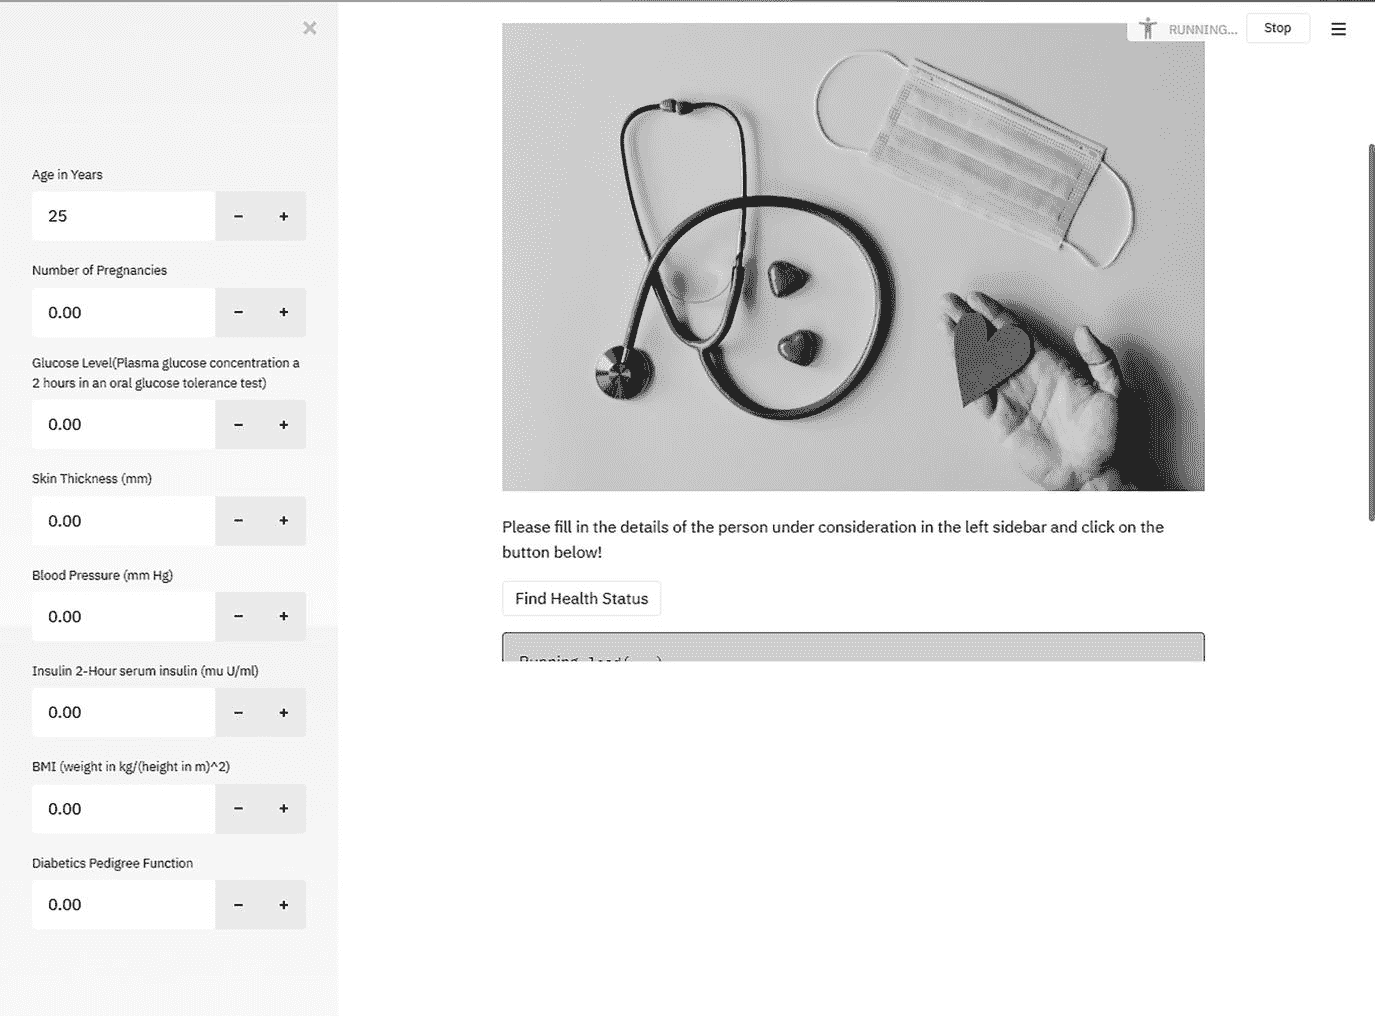 Age in Years
25
Number of Pregnancies
0.00
Glucose Level(Plasma glucose concentration a
2 hours in an oral glucose tolerance test)
0.00
Skin Thickness (mm)
0.00
Blood Pressure (mm Hg)
0.00
Insulin 2-Hour serum insulin (mu U/ml)
0.00
BMI (weight in kg/(height in m)^2)
0.00
Diabetics Pedigree Function
0.00
RUNNING...
Stop
Please fill in the details of the person under consideration in the left sidebar and click on the
button below!
Find Health Status
Running load(...)